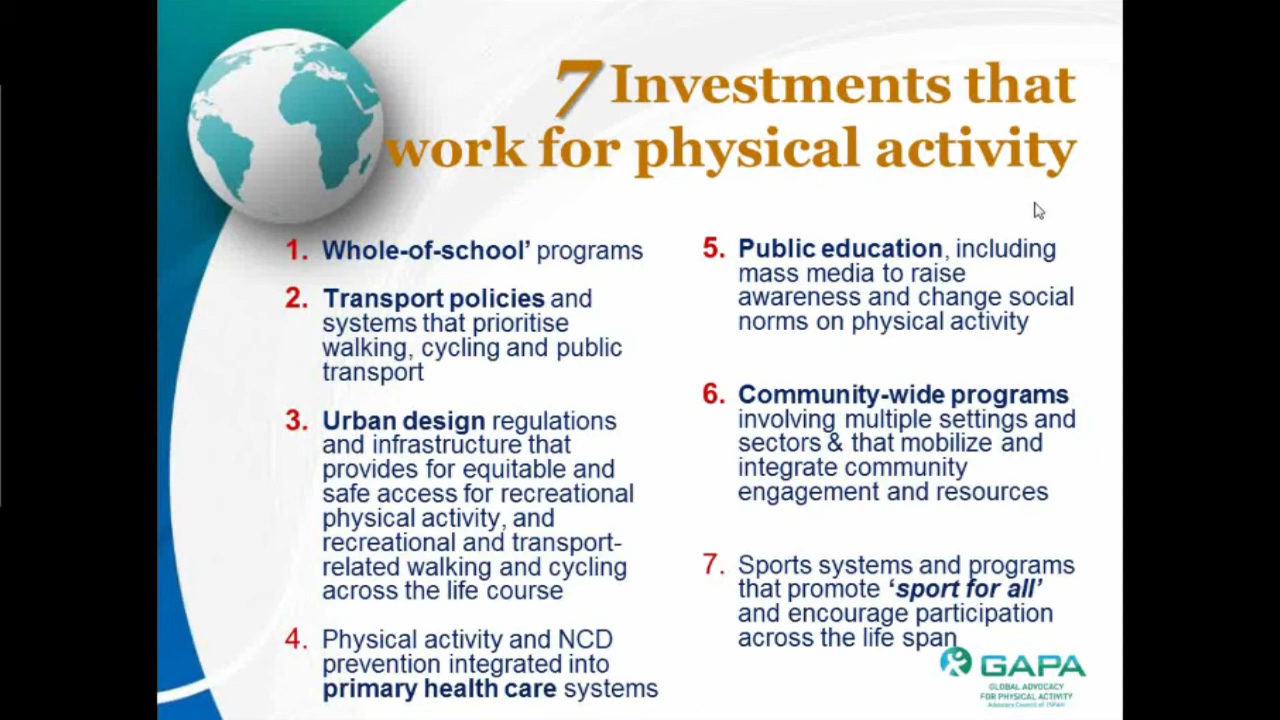 7 Investments that
work for physical activity
1. Whole-of-school’ programs
2. Transport policies and
systems that prioritise
walking, cycling and public
transport
3. Urban design regulations
and infrastructure that
provides for equitable and
safe access for recreational
physical activity, and
recreational and transport-
related walking and cycling
across the life course
4. Physical activity and NCD
prevention integrated into
primary health care systems
5. Public education, including
mass media to raise
awareness and change social
norms on physical activity
6. Community-wide programs
involving multiple settings and
sectors & that mobilize and
integrate community
engagement and resources
7. Sports systems and programs
that promote ‘sport for all’
and encourage participation
across the life span
GAPA
GLOBAL ADVOCACY
FOR PHYSICAL ACTIVITY
Advocacy Council of ISPAH